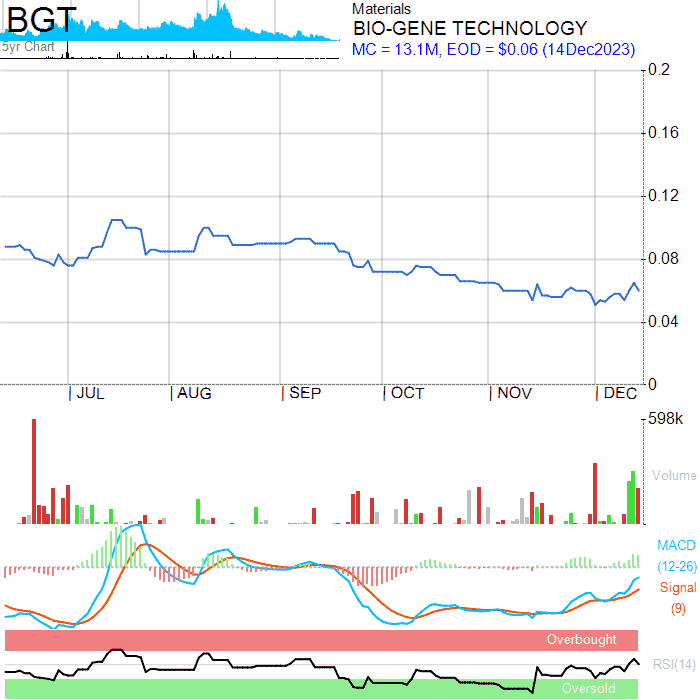 BGT
5yr Chart
Materials
BIO-GENE TECHNOLOGY
MC = 13.1M, EOD = $0.06 (14Dec2023)
0.2
0.16
0.12
0.08
0.04
0
| JUL | AUG | SEP | OCT | NOV | DEC
598k
Volume
MACD
(12-26)
Signal
(9)
Overbought
RSI(14)
Oversold